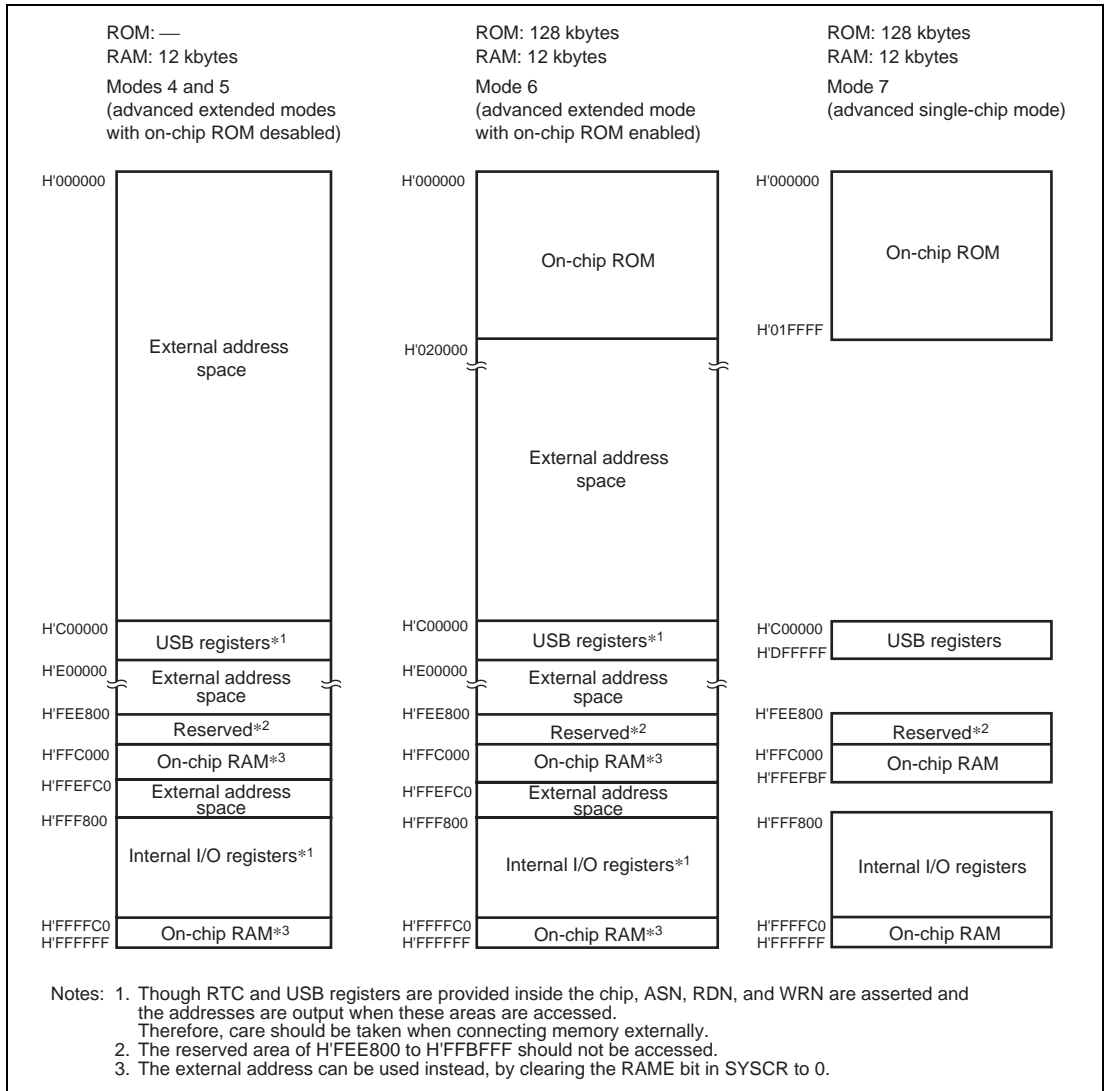 ROM: —
RAM: 12 kbytes
Modes 4 and 5
(advanced extended modes
with on-chip ROM desabled)
H'000000
External address
space
H'C00000
USB registers*1
H'E00000
External address
space
H'FEE800
Reserved*2
H'FFC000
On-chip RAM*3
H'FFEFC0
External address
space
H'FFF800
Internal I/O registers*1
H'FFFFC0
On-chip RAM*3
H'FFFFFF
ROM: 128 kbytes
RAM: 12 kbytes
Mode 6
(advanced extended mode
with on-chip ROM enabled)
H'000000
On-chip ROM
H'020000
External address
space
H'C00000
USB registers*1
H'E00000
External address
space
H'FEE800
Reserved*2
H'FFC000
On-chip RAM*3
H'FFEFC0
External address
space
H'FFF800
Internal I/O registers*1
H'FFFFC0
On-chip RAM*3
H'FFFFFF
ROM: 128 kbytes
RAM: 12 kbytes
Mode 7
(advanced single-chip mode)
H'000000
On-chip ROM
H'01FFFF
H'C00000
USB registers
H'DFFFFF
H'FEE800
Reserved*2
H'FFC000
On-chip RAM
H'FFEFBF
H'FFF800
Internal I/O registers
H'FFFFC0
On-chip RAM
H'FFFFFF
Notes: 1. Though RTC and USB registers are provided inside the chip, ASN, RDN, and WRN are asserted and
the addresses are output when these areas are accessed.
Therefore, care should be taken when connecting memory externally.
2. The reserved area of H'FEE800 to H'FFBFFF should not be accessed.
3. The external address can be used instead, by clearing the RAME bit in SYSCR to 0.